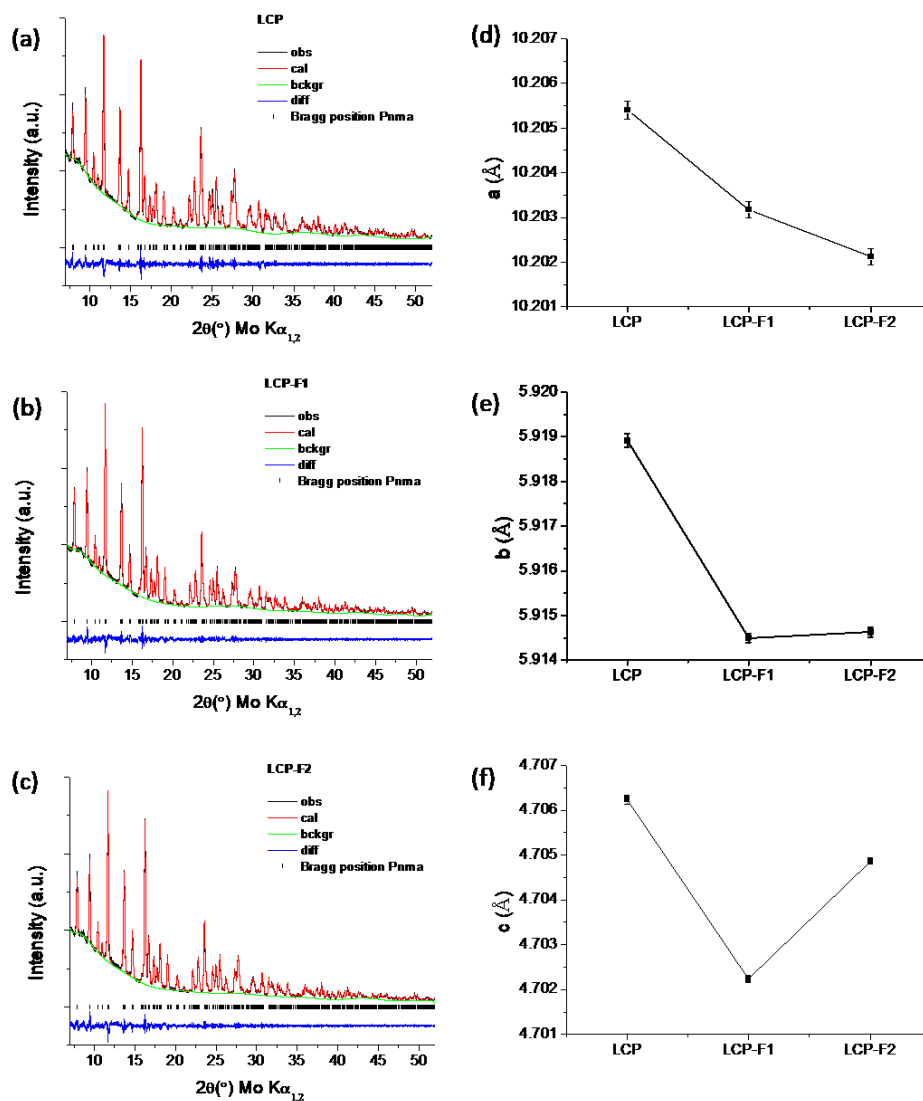 (a)
LCP
obs
cal
bckgr
diff
Bragg position Pnma
Intensity (a.u.)
10 15 20 25 30 35 40 45 50
2θ(°) Mo Kα1,2
(d)
10.207
10.206
10.205
10.204
10.203
10.202
10.201
a (Å)
LCP LCP-F1 LCP-F2
(b)
LCP-F1
obs
cal
bckgr
diff
Bragg position Pnma
Intensity (a.u.)
10 15 20 25 30 35 40 45 50
2θ(°) Mo Kα1,2
(e)
5.920
5.919
5.918
5.917
5.916
5.915
5.914
b (Å)
LCP LCP-F1 LCP-F2
(c)
LCP-F2
obs
cal
bckgr
diff
Bragg position Pnma
Intensity (a.u.)
10 15 20 25 30 35 40 45 50
2θ(°) Mo Kα1,2
(f)
4.707
4.706
4.705
4.704
4.703
4.702
4.701
c (Å)
LCP LCP-F1 LCP-F2